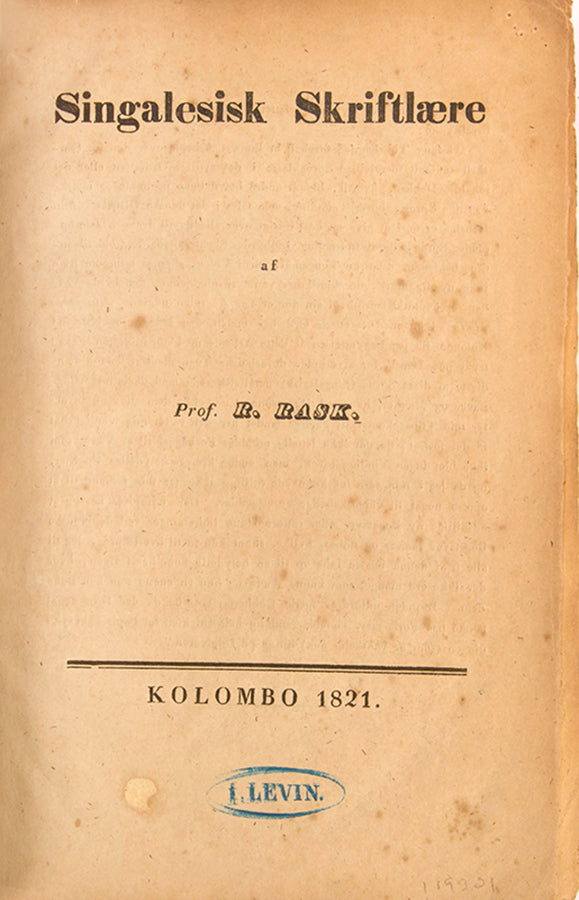 Singalesisk Skriftlære
af
Prof. R. RASK.
KOLOMBO 1821.
I. LEVIN.